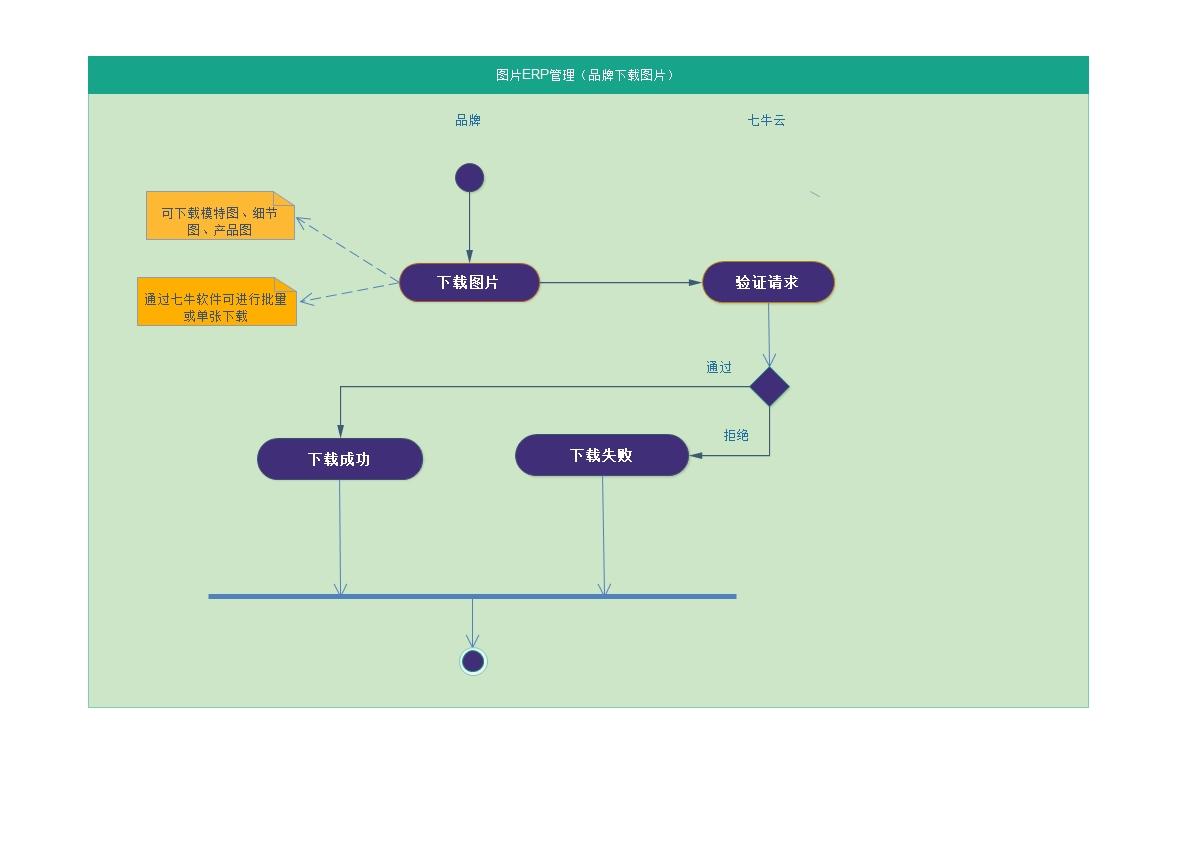 图片ERP管理（品牌下载图片）
品牌
七牛云
可下载模特图、细节
图、产品图
下载图片
验证请求
通过七牛软件可进行批量
或单张下载
通过
拒绝
下载成功
下载失败